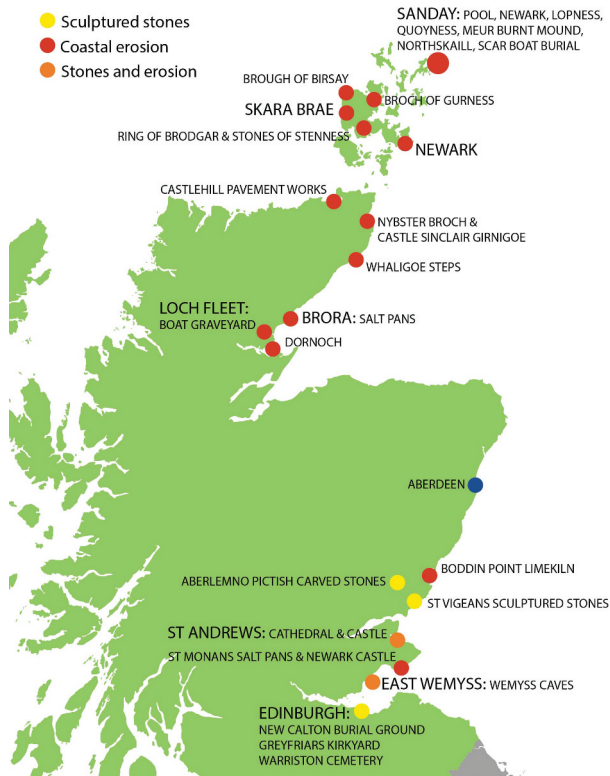 Sculptured stones
Coastal erosion
Stones and erosion
SANDAY: POOL, NEWARK, LOPNESS,
QUOYNESS, MEUR BURNT MOUND,
NORTHSKAILL, SCAR BOAT BURIAL
BROUGH OF BIRSAY
BROCH OF GURNESS
SKARA BRAE
RING OF BRODGAR & STONES OF STENNESS
NEWARK
CASTLEHILL PAVEMENT WORKS
NYBSTER BROCH &
CASTLE SINCLAIR GIRNIGOE
WHALIGOE STEPS
LOCH FLEET:
BOAT GRAVEYARD
BRORA: SALT PANS
DORNOCH
ABERDEEN
BODDIN POINT LIMEKILN
ABERLEMNO PICTISH CARVED STONES
ST VIGEANS SCULPTURED STONES
ST ANDREWS: CATHEDRAL & CASTLE
ST MONANS SALT PANS & NEWARK CASTLE
EAST WEMYSS: WEMYSS CAVES
EDINBURGH:
NEW CALTON BURIAL GROUND
GREYFRIARS KIRKYARD
WARRISTON CEMETERY